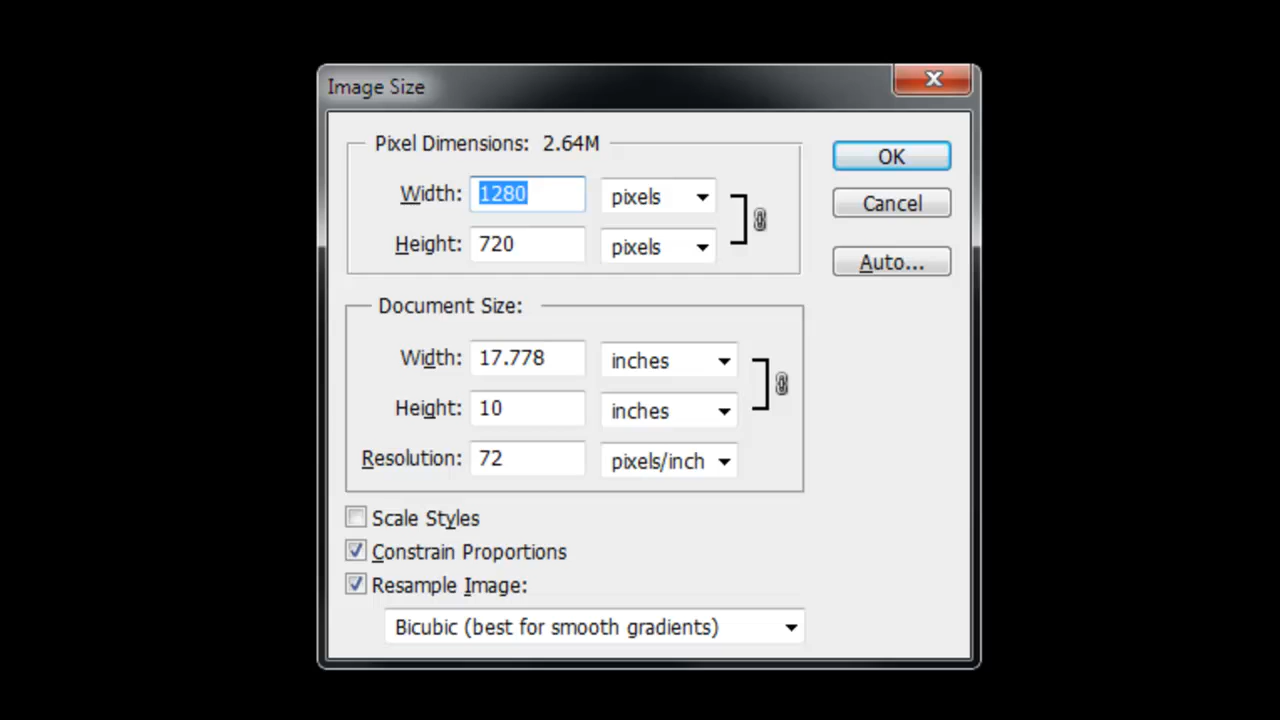 Image Size
Pixel Dimensions: 2.64M
Width: 1280 pixels
Height: 720 pixels
OK
Cancel
Auto...
Document Size:
Width: 17.778 inches
Height: 10 inches
Resolution: 72 pixels/inch
Scale Styles
Constrain Proportions
Resample Image:
Bicubic (best for smooth gradients)